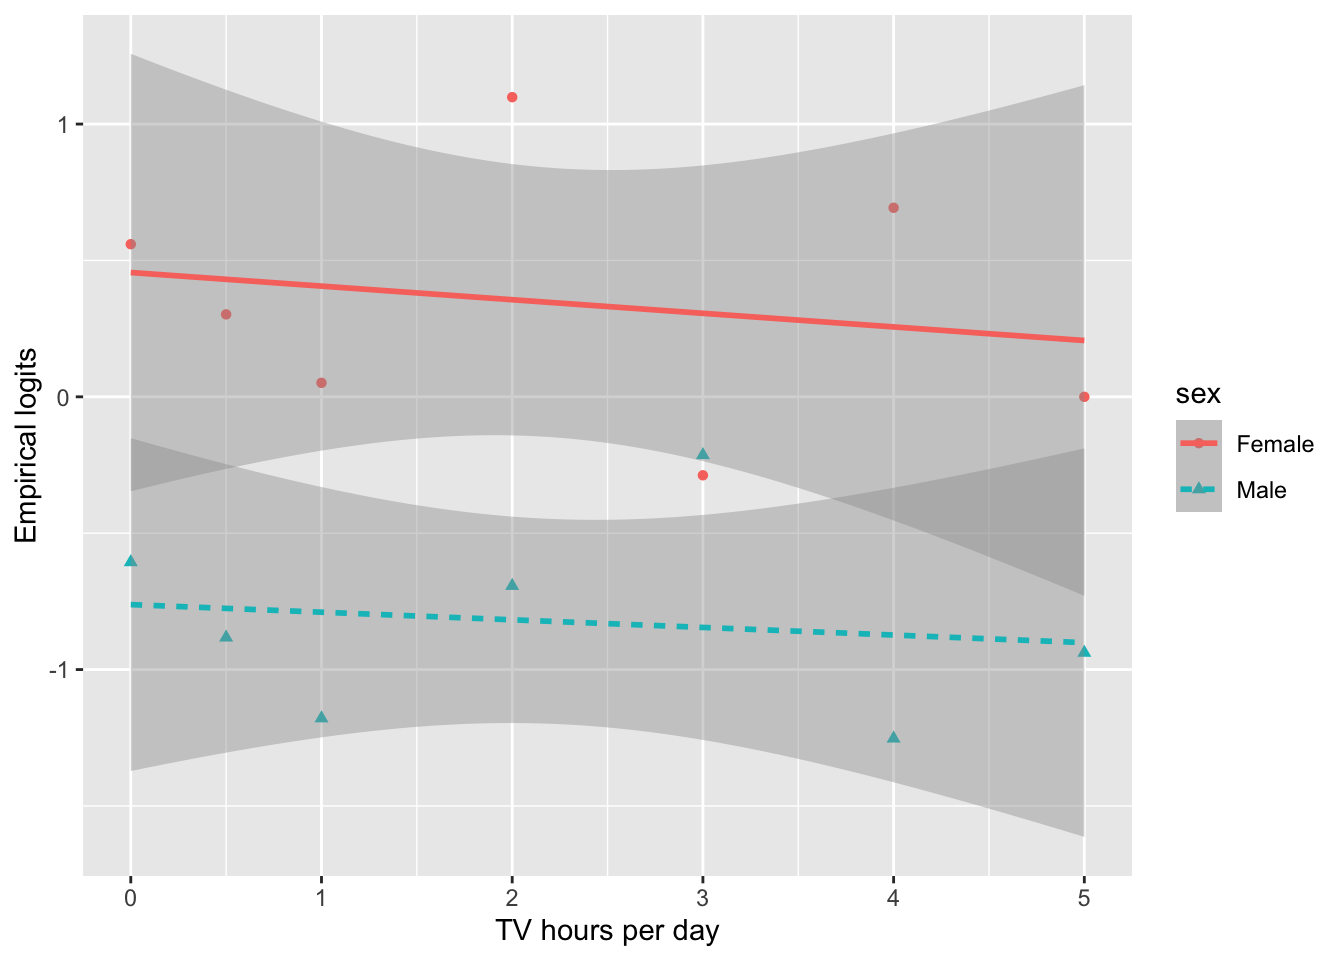 1
0
-1
Empirical logits
0 1 2 3 4 5
TV hours per day
sex
Female
Male